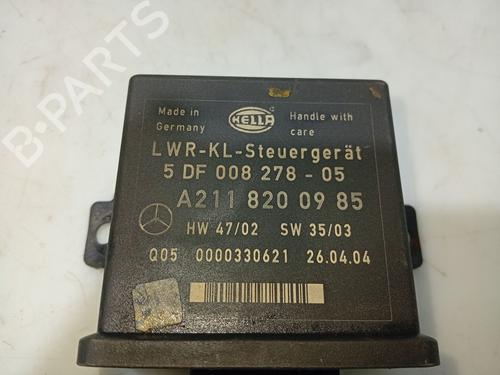 B-PARTS
Made in
Germany
HELLA
Handle with
care
LWR-KL-Steuergerät
5 DF 008 278 - 05
A211 820 09 85
HW 47/02 SW 35/03
Q05 0000330621 26.04.04